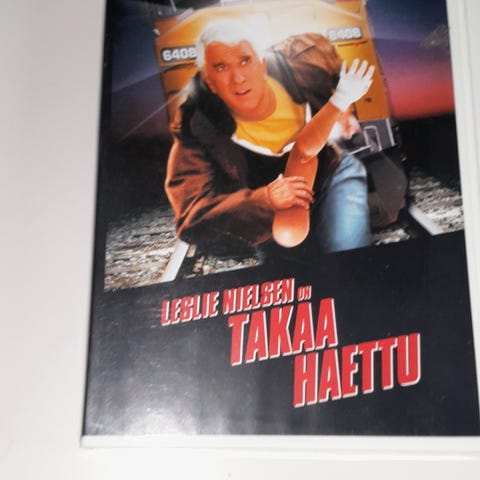 6408
6408
LESLIE NIELSEN ON
TAKAA
HAETTU